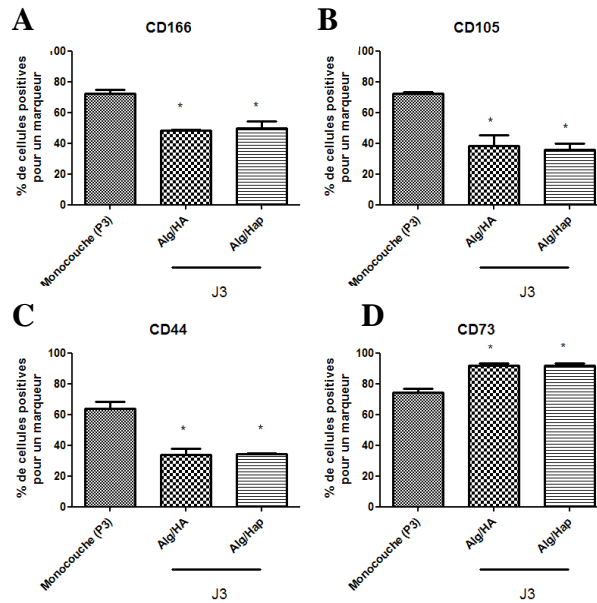 A
CD166
% de cellules positives
pour un marqueur
100
80
60
40
20
0
*
*
Monocouche (P3)
Alg/HA
Alg/Hap
J3
B
CD105
% de cellules positives
pour un marqueur
100
80
60
40
20
0
*
*
Monocouche (P3)
Alg/HA
Alg/Hap
J3
C
CD44
% de cellules positives
pour un marqueur
100
80
60
40
20
0
*
*
Monocouche (P3)
Alg/HA
Alg/Hap
J3
D
CD73
% de cellules positives
pour un marqueur
100
80
60
40
20
0
*
*
Monocouche (P3)
Alg/HA
Alg/Hap
J3